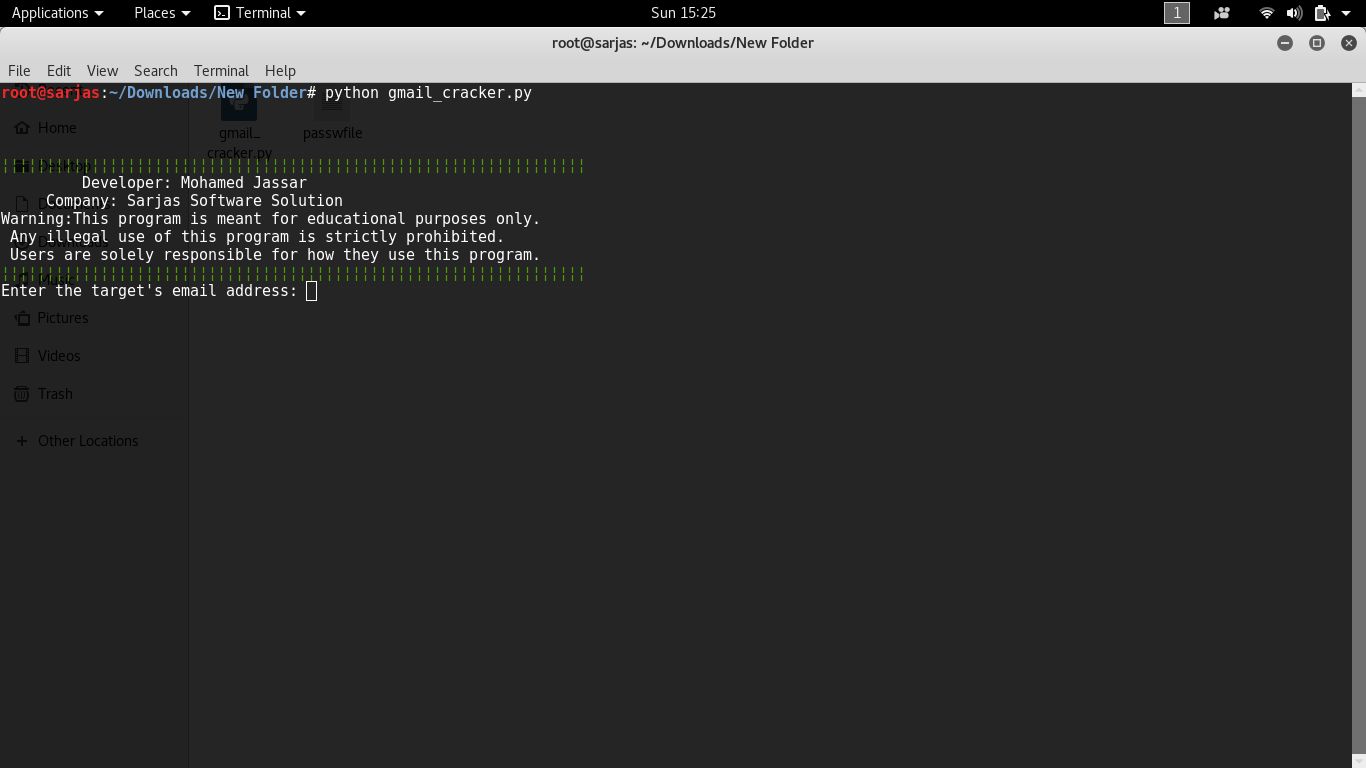 Applications Places Terminal Sun 15:25 1
root@sarjas: ~/Downloads/New Folder
File Edit View Search Terminal Help
root@sarjas:~/Downloads/New Folder# python gmail_cracker.py
Home
gmail_
cracker.py
passwfile
Developer: Mohamed Jassar
Company: Sarjas Software Solution
Warning:This program is meant for educational purposes only.
Any illegal use of this program is strictly prohibited.
Users are solely responsible for how they use this program.
Enter the target's email address:
Pictures
Videos
Trash
Other Locations